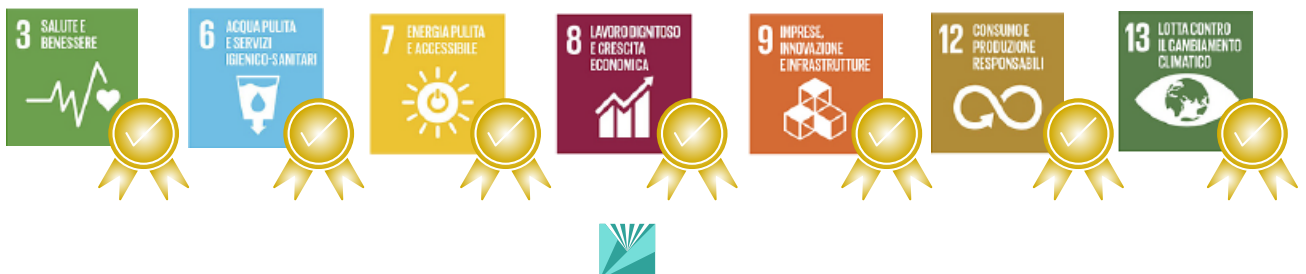 3 SALUTE E
BENESSERE
6 ACQUA PULITA
E SERVIZI
IGIENICO-SANITARI
7 ENERGIA PULITA
E ACCESSIBILE
8 LAVORO DIGNITOSO
E CRESCITA
ECONOMICA
9 IMPRESE,
INNOVAZIONE
E INFRASTRUTTURE
12 CONSUMO E
PRODUZIONE
RESPONSABILI
13 LOTTA CONTRO
IL CAMBIAMENTO
CLIMATICO